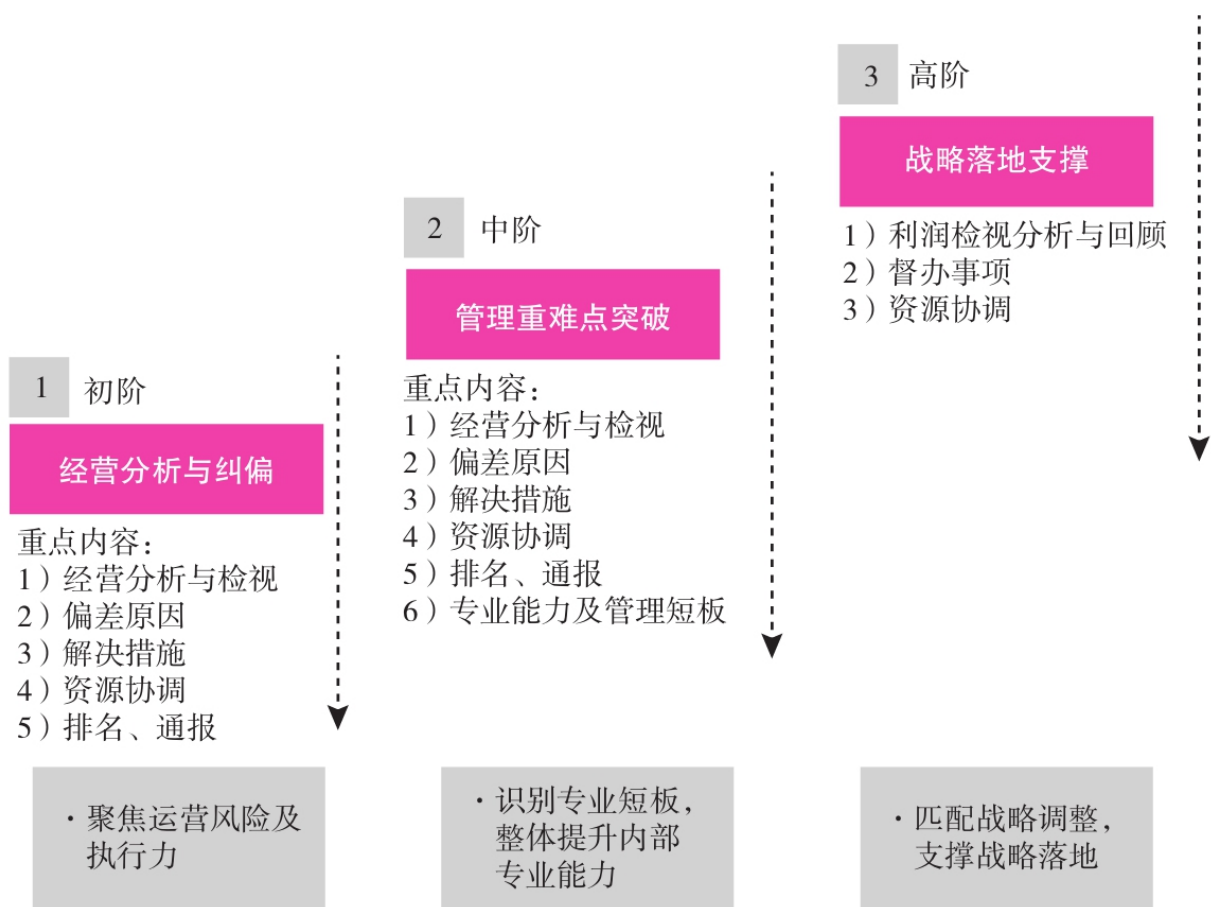 1 初阶
经营分析与纠偏
重点内容：
1）经营分析与检视
2）偏差原因
3）解决措施
4）资源协调
5）排名、通报
·聚焦运营风险及
执行力
2 中阶
管理重难点突破
重点内容：
1）经营分析与检视
2）偏差原因
3）解决措施
4）资源协调
5）排名、通报
6）专业能力及管理短板
·识别专业短板，
整体提升内部
专业能力
3 高阶
战略落地支撑
1）利润检视分析与回顾
2）督办事项
3）资源协调
·匹配战略调整，
支撑战略落地